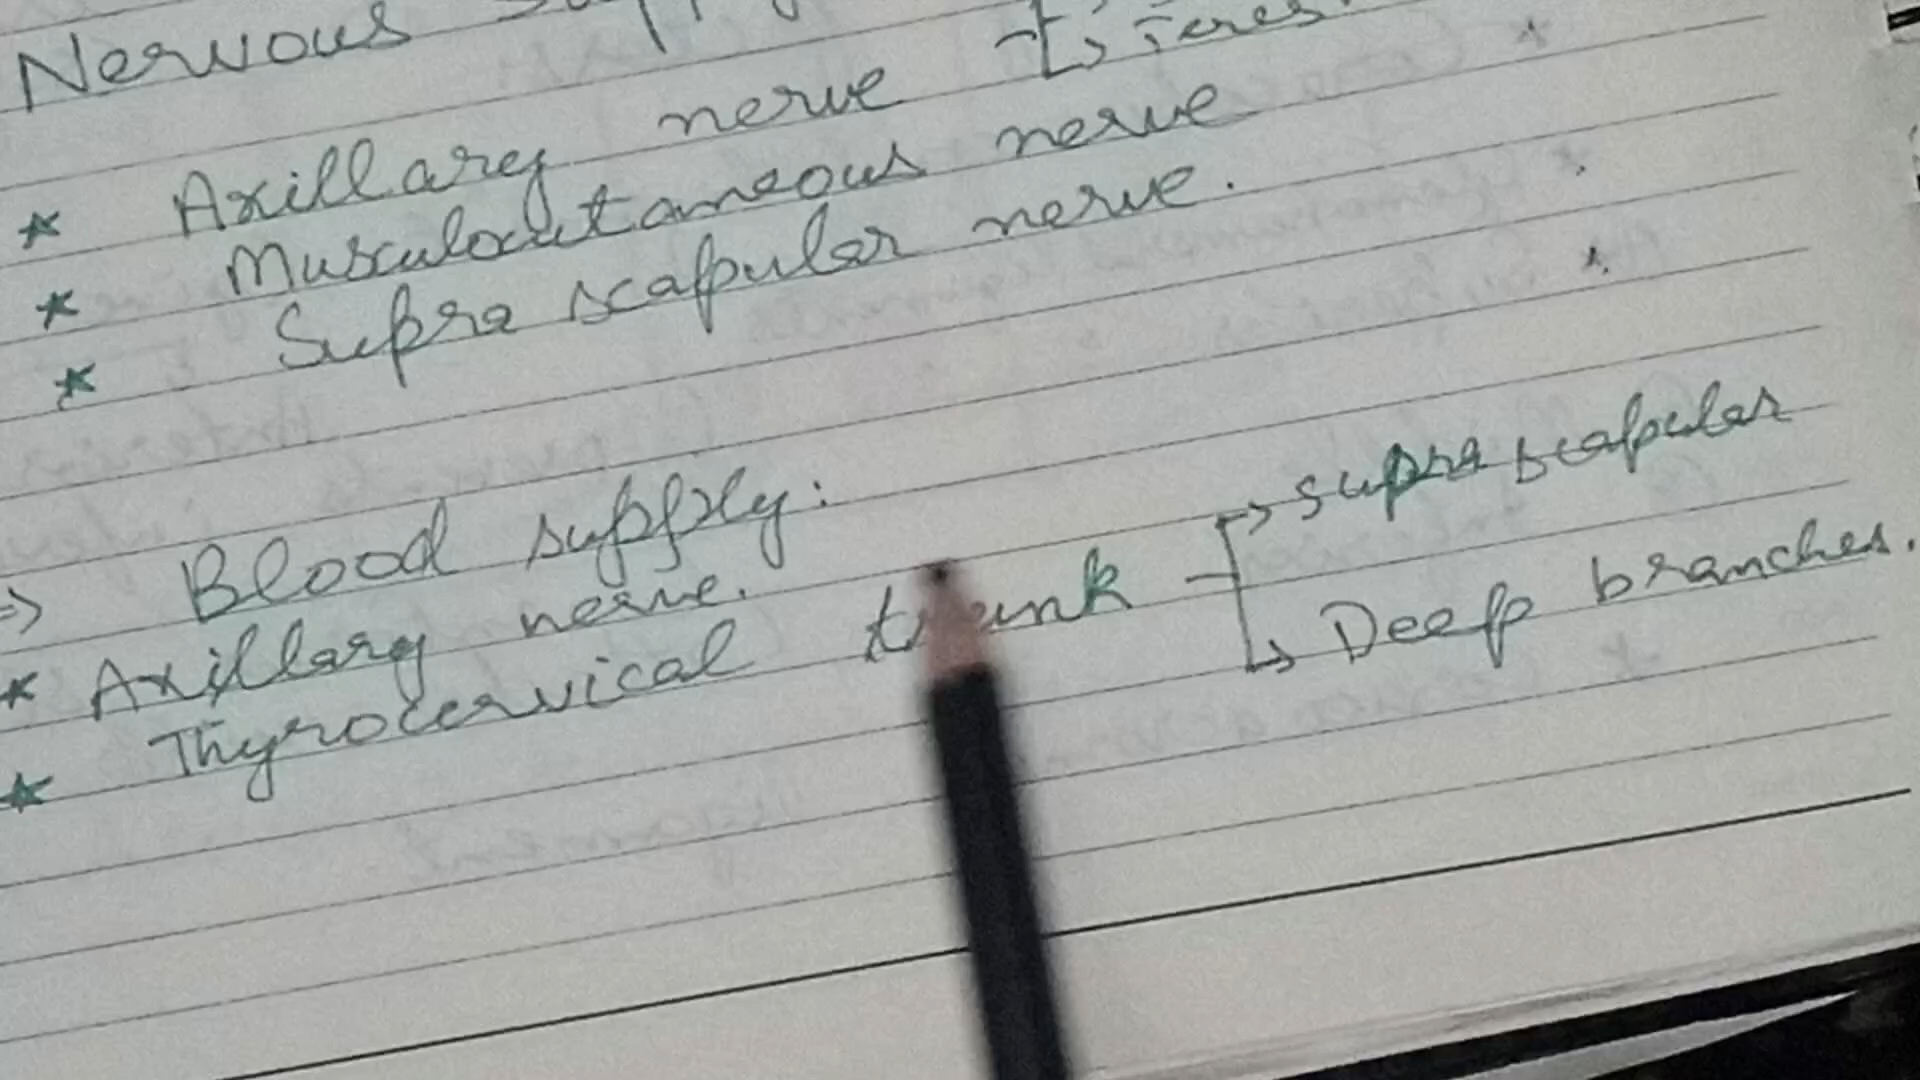 Nervous
* Axillary nerve → Teres
* Musculocutaneous nerve
* Supra scapular nerve.
⇒ Blood supply:
* Axillary nerve.
* Thyrocervical trunk → supra scapular
→ Deep branches.